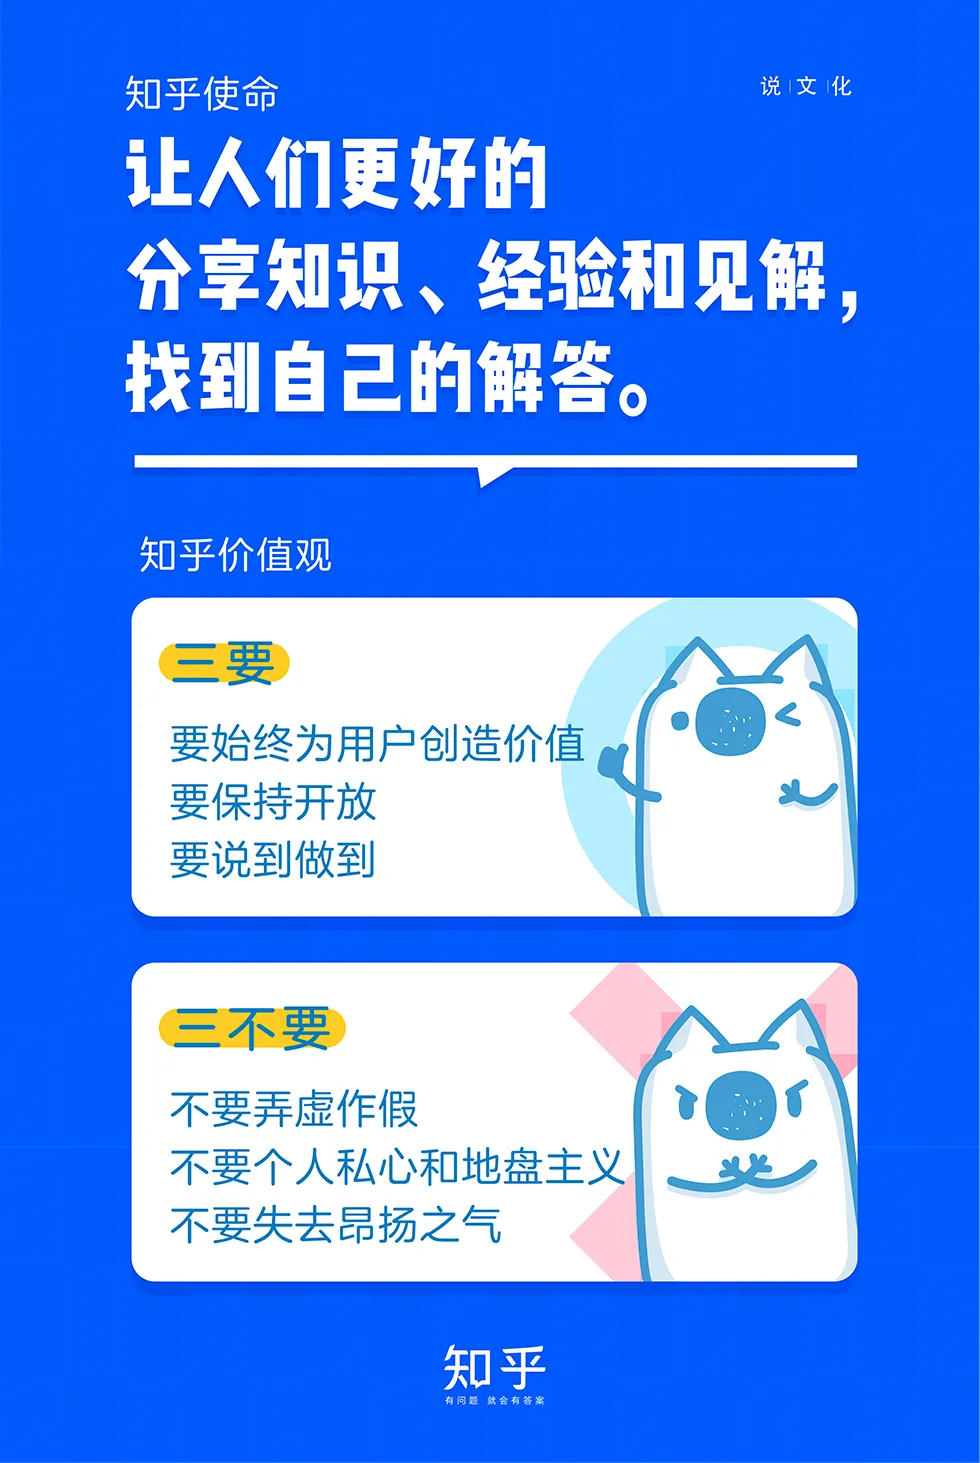 知乎使命
说 文 化
让人们更好的
分享知识、经验和见解，
找到自己的解答。
知乎价值观
三要
要始终为用户创造价值
要保持开放
要说到做到
三不要
不要弄虚作假
不要个人私心和地盘主义
不要失去昂扬之气
知乎
有问题 就会有答案